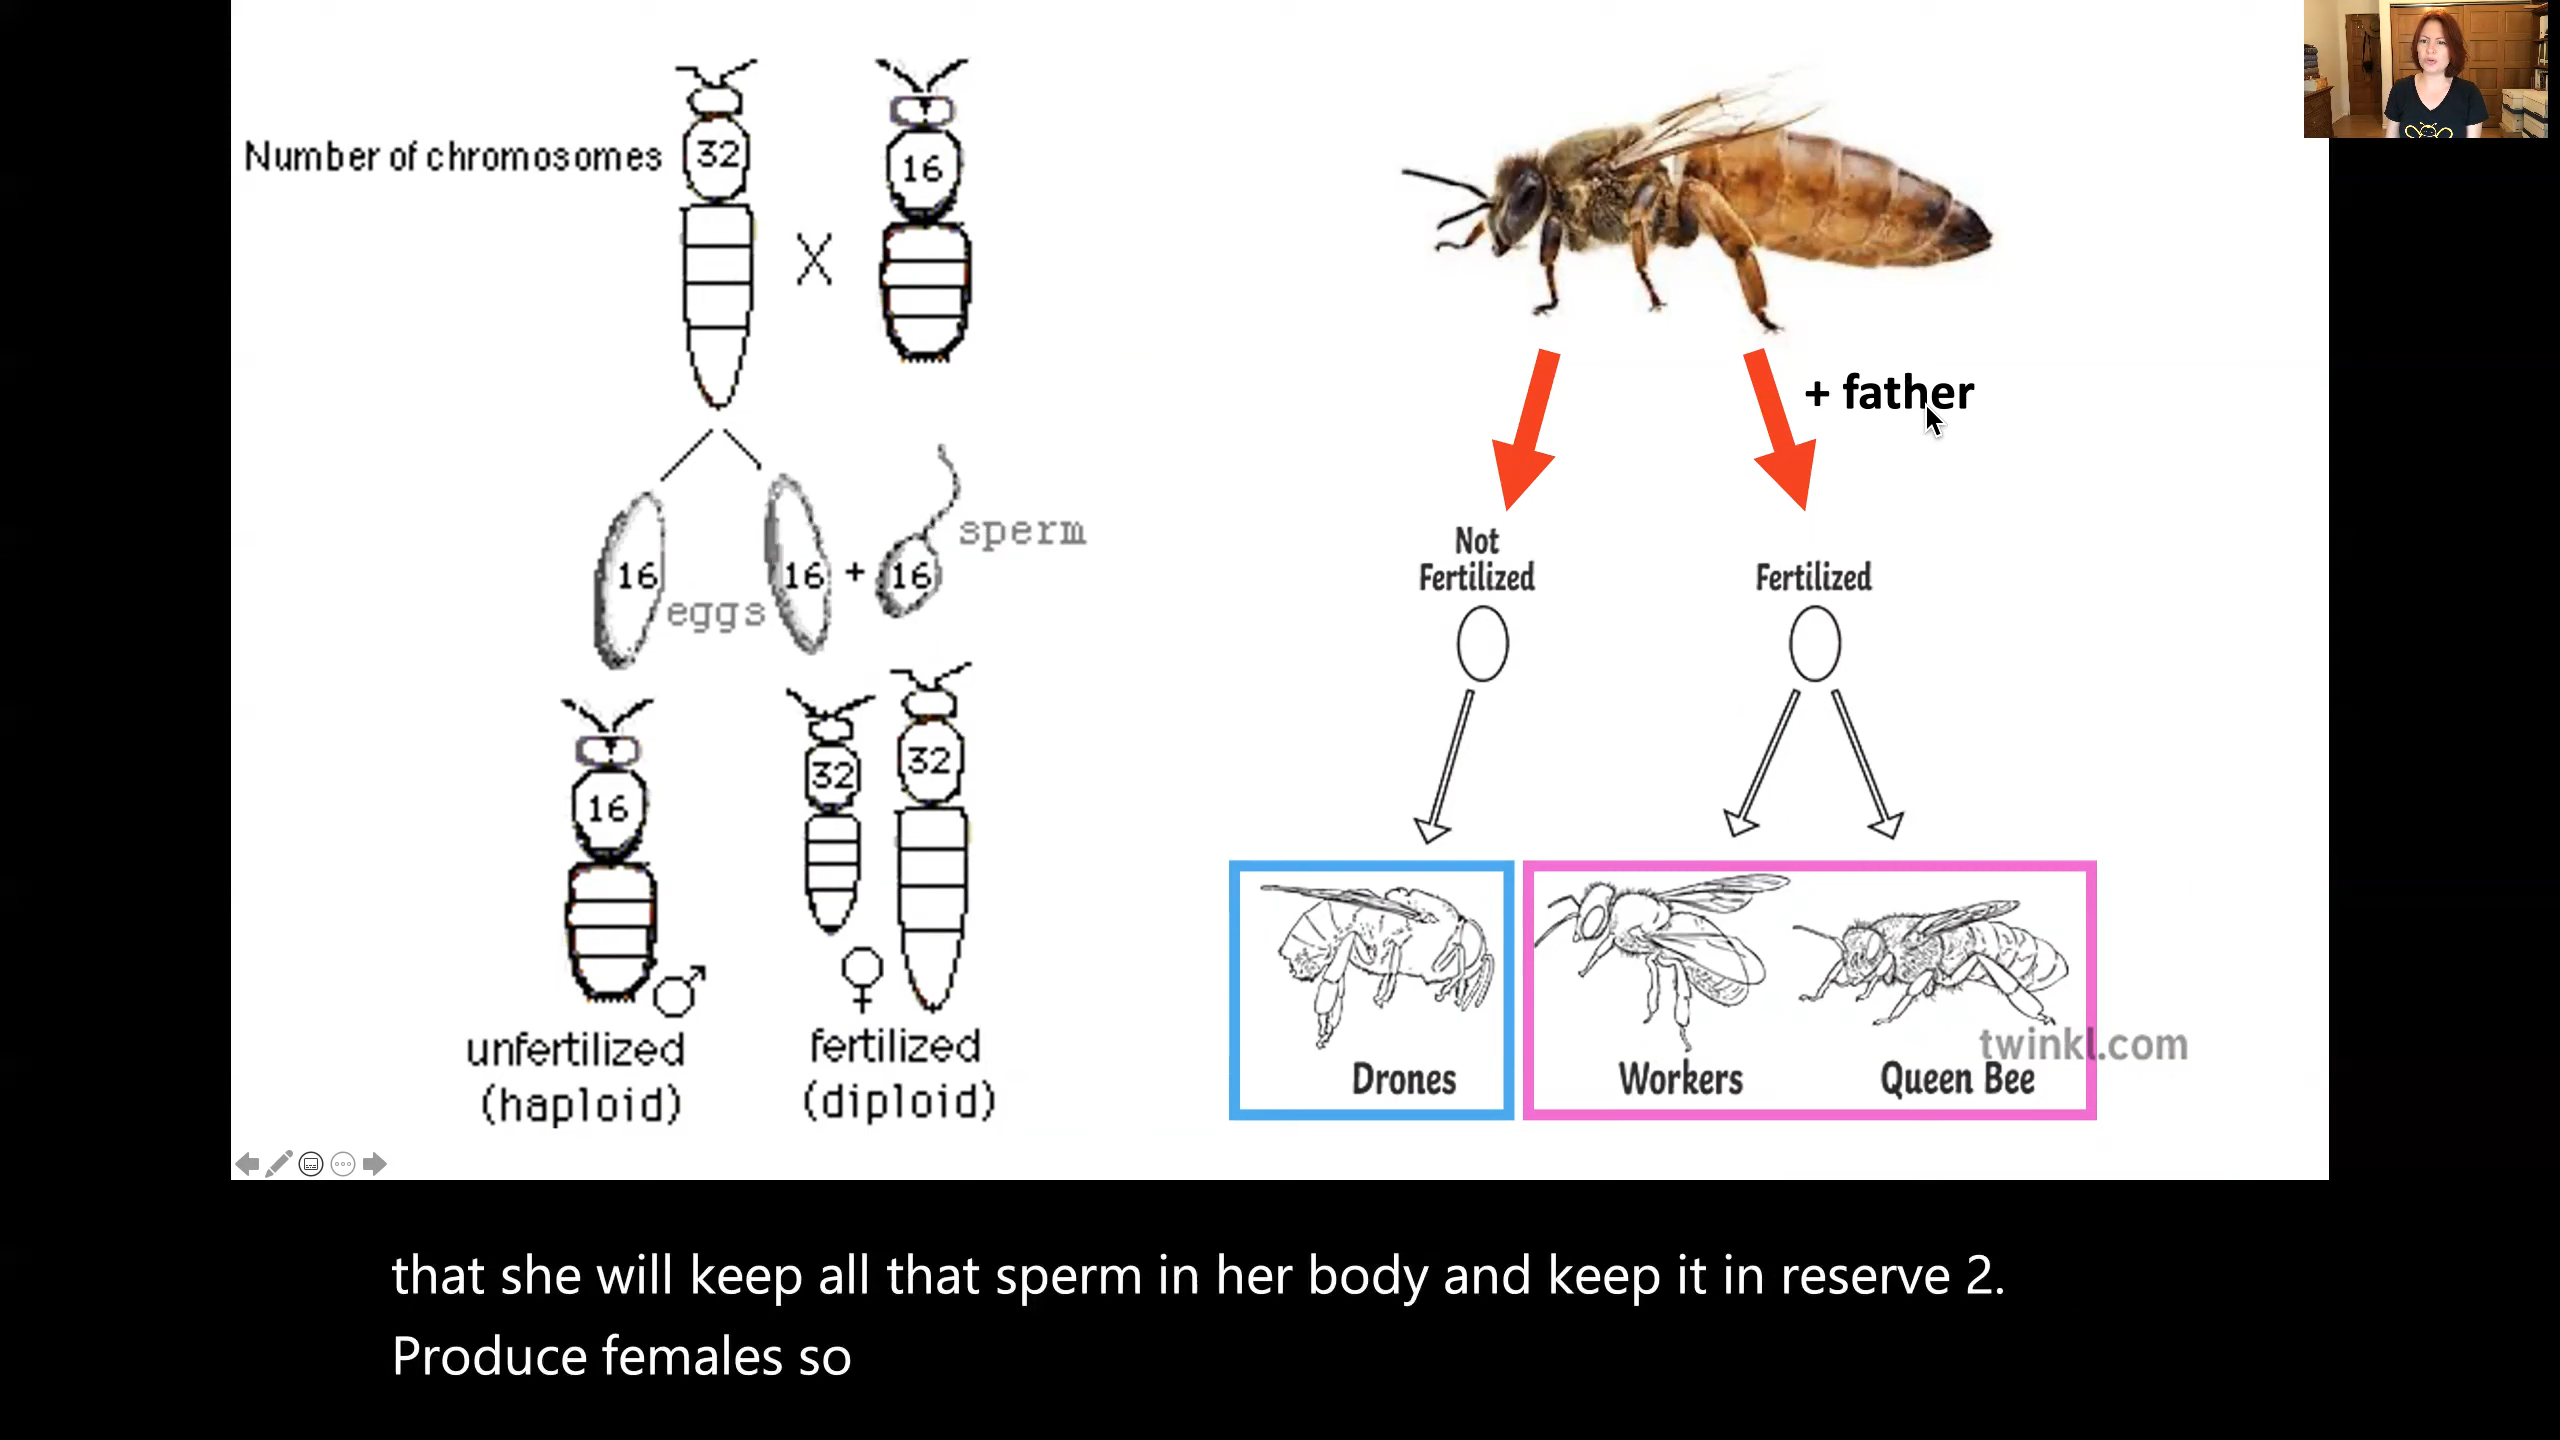 Number of chromosomes
32
16
X
16
eggs
16
+
16
sperm
16
32
32
♂
♀
unfertilized
(haploid)
fertilized
(diploid)
+ father
Not
Fertilized
Fertilized
Drones
Workers
Queen Bee
twinkl.com
that she will keep all that sperm in her body and keep it in reserve 2.
Produce females so